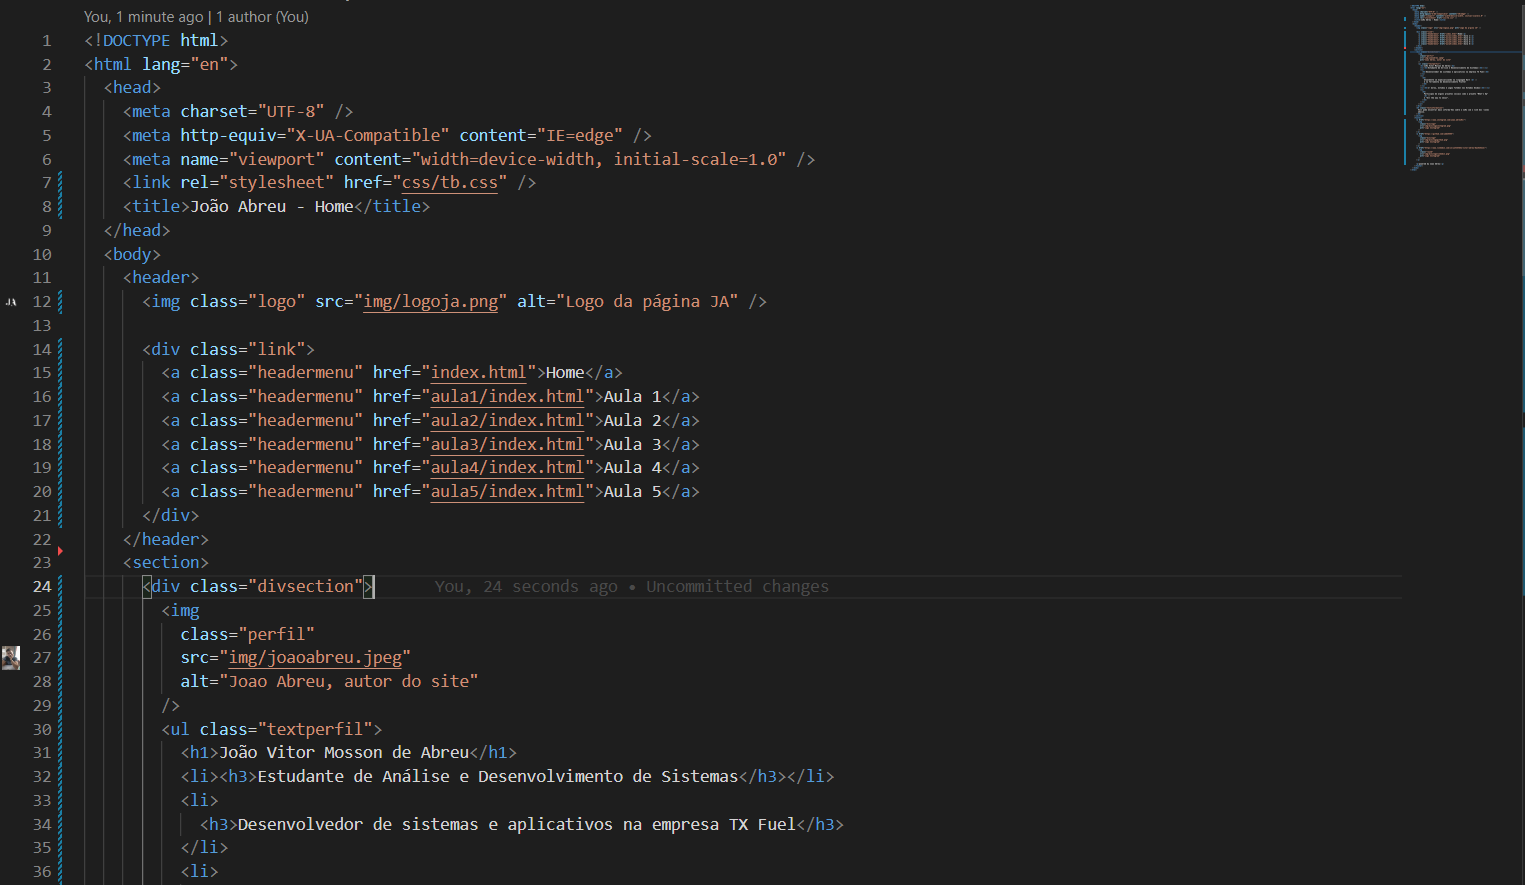 You, 1 minute ago | 1 author (You)
1 <!DOCTYPE html>
2 <html lang="en">
3 <head>
4 <meta charset="UTF-8" />
5 <meta http-equiv="X-UA-Compatible" content="IE=edge" />
6 <meta name="viewport" content="width=device-width, initial-scale=1.0" />
7 <link rel="stylesheet" href="css/tb.css" />
8 <title>João Abreu - Home</title>
9 </head>
10 <body>
11 <header>
12 <img class="logo" src="img/logoja.png" alt="Logo da página JA" />
13
14 <div class="link">
15 <a class="headermenu" href="index.html">Home</a>
16 <a class="headermenu" href="aula1/index.html">Aula 1</a>
17 <a class="headermenu" href="aula2/index.html">Aula 2</a>
18 <a class="headermenu" href="aula3/index.html">Aula 3</a>
19 <a class="headermenu" href="aula4/index.html">Aula 4</a>
20 <a class="headermenu" href="aula5/index.html">Aula 5</a>
21 </div>
22 </header>
23 <section>
24 <div class="divsection"> You, 24 seconds ago • Uncommitted changes
25 <img
26 class="perfil"
27 src="img/joaoabreu.jpeg"
28 alt="Joao Abreu, autor do site"
29 />
30 <ul class="textperfil">
31 <h1>João Vitor Mosson de Abreu</h1>
32 <li><h3>Estudante de Análise e Desenvolvimento de Sistemas</h3></li>
33 <li>
34 <h3>Desenvolvedor de sistemas e aplicativos na empresa TX Fuel</h3>
35 </li>
36 <li>